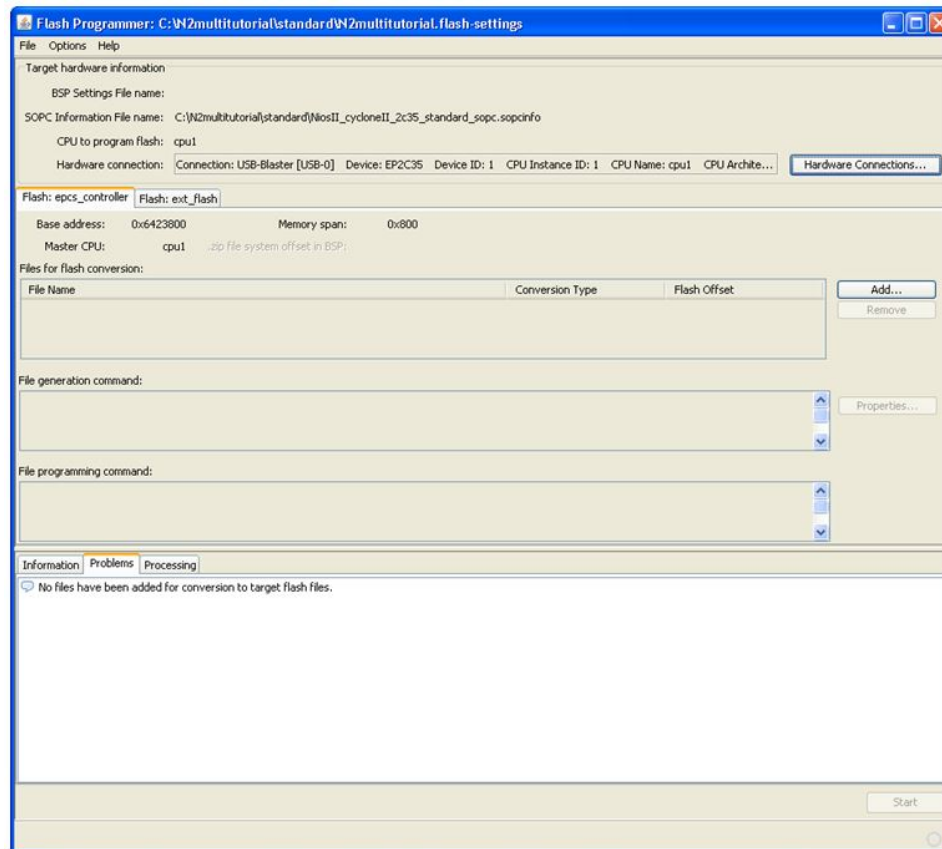 Flash Programmer: C:\N2multitutorial\standard\N2multitutorial.flash-settings
File Options Help
Target hardware information
BSP Settings File name:
SOPC Information File name: C:\N2multitutorial\standard\NiosII_cycloneII_2c35_standard_sopc.sopcinfo
CPU to program flash: cpu1
Hardware connection: Connection: USB-Blaster [USB-0] Device: EP2C35 Device ID: 1 CPU Instance ID: 1 CPU Name: cpu1 CPU Archite... Hardware Connections...
Flash: epcs_controller Flash: ext_flash
Base address: 0x6423800 Memory span: 0x800
Master CPU: cpu1 .zip file system offset in BSP:
Files for flash conversion:
File Name Conversion Type Flash Offset Add...
Remove
File generation command:
Properties...
File programming command:
Information Problems Processing
No files have been added for conversion to target flash files.
Start